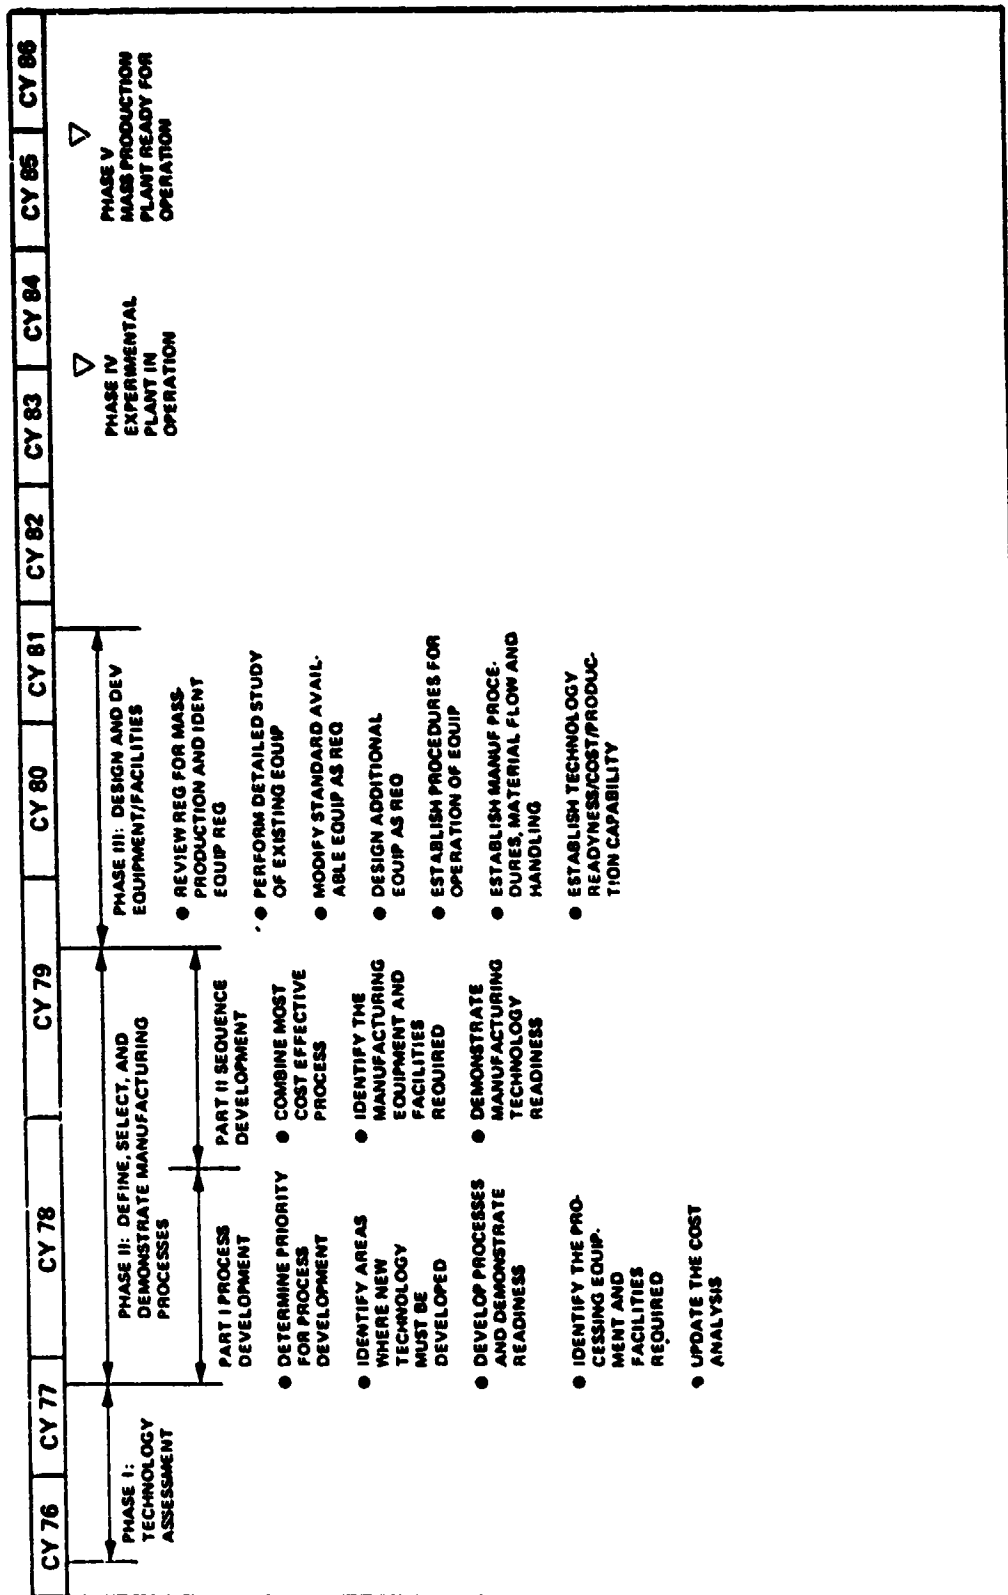 CY 76 CY 77 CY 78 CY 79 CY 80 CY 81 CY 82 CY 83 CY 84 CY 85 CY 86
PHASE I:
TECHNOLOGY
ASSESSMENT
PHASE II: DEFINE, SELECT, AND
DEMONSTRATE MANUFACTURING
PROCESSES
PART I PROCESS
DEVELOPMENT
● DETERMINE PRIORITY
FOR PROCESS
DEVELOPMENT
● IDENTIFY AREAS
WHERE NEW
TECHNOLOGY
MUST BE
DEVELOPED
● DEVELOP PROCESSES
AND DEMONSTRATE
READINESS
● IDENTIFY THE PRO-
CESSING EQUIP-
MENT AND
FACILITIES
REQUIRED
● UPDATE THE COST
ANALYSIS
PART II SEQUENCE
DEVELOPMENT
● COMBINE MOST
COST EFFECTIVE
PROCESS
● IDENTIFY THE
MANUFACTURING
EQUIPMENT AND
FACILITIES
REQUIRED
● DEMONSTRATE
MANUFACTURING
TECHNOLOGY
READINESS
PHASE III: DESIGN AND DEV
EQUIPMENT/FACILITIES
● REVIEW REG FOR MASS-
PRODUCTION AND IDENT
EQUIP REG
● PERFORM DETAILED STUDY
OF EXISTING EQUIP
● MODIFY STANDARD AVAIL-
ABLE EQUIP AS REQ
● DESIGN ADDITIONAL
EQUIP AS REQ
● ESTABLISH PROCEDURES FOR
OPERATION OF EQUIP
● ESTABLISH MANUF PROCE-
DURES, MATERIAL FLOW AND
HANDLING
● ESTABLISH TECHNOLOGY
READYNESS/COST/PRODUC-
TION CAPABILITY
PHASE IV
EXPERIMENTAL
PLANT IN
OPERATION
PHASE V
MASS PRODUCTION
PLANT READY FOR
OPERATION